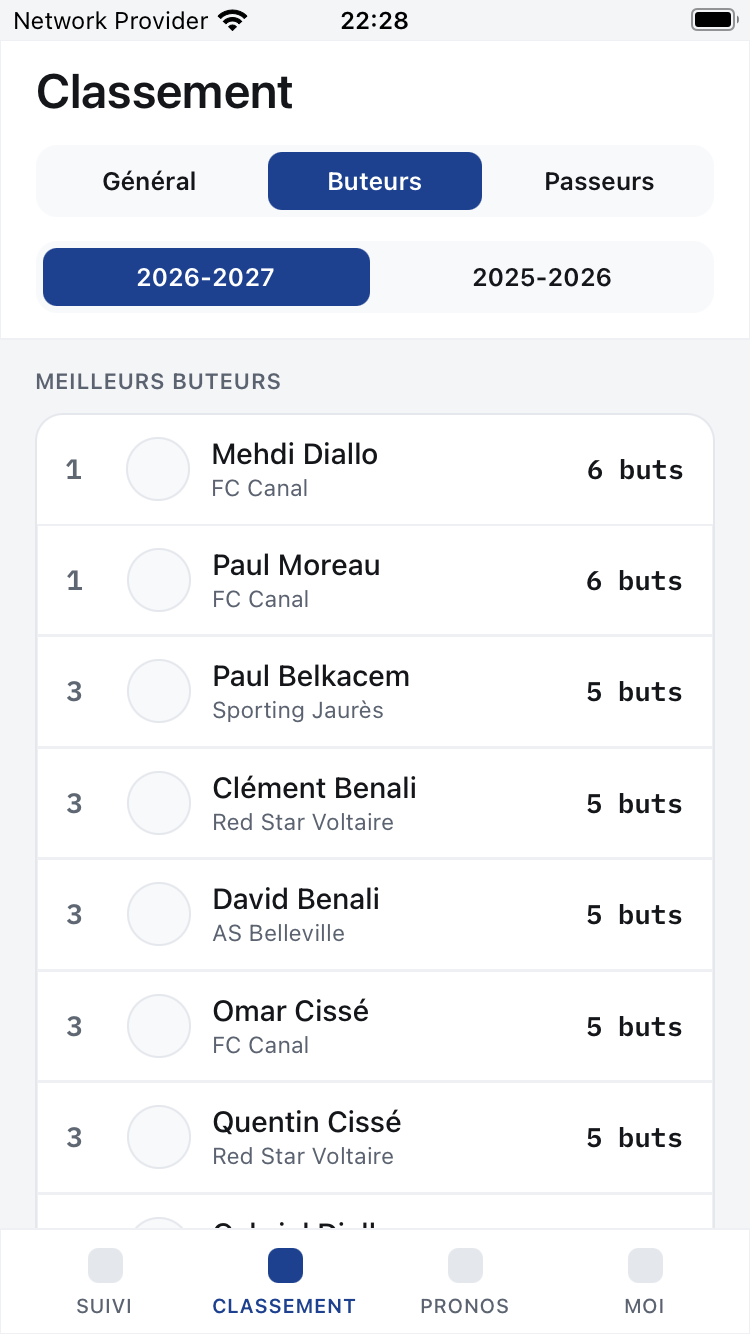 Network Provider 22:28
Classement
Général Buteurs Passeurs
2026-2027 2025-2026
MEILLEURS BUTEURS
1 Mehdi Diallo 6 buts
FC Canal
1 Paul Moreau 6 buts
FC Canal
3 Paul Belkacem 5 buts
Sporting Jaurès
3 Clément Benali 5 buts
Red Star Voltaire
3 David Benali 5 buts
AS Belleville
3 Omar Cissé 5 buts
FC Canal
3 Quentin Cissé 5 buts
Red Star Voltaire
SUIVI CLASSEMENT PRONOS MOI